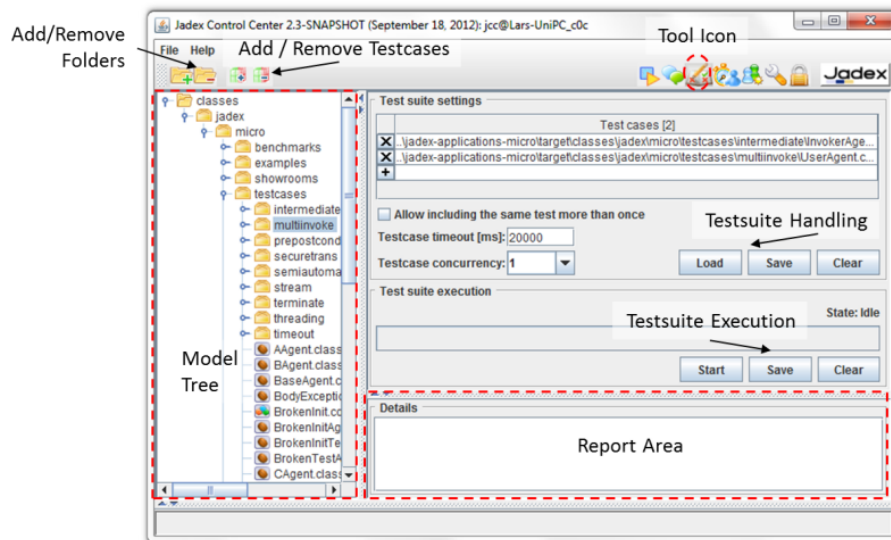 Jadex Control Center 2.3-SNAPSHOT (September 18, 2012): jcc@Lars-UniPC_c0c
Add/Remove
Folders
File Help
Add / Remove Testcases
Tool Icon
Jadex
classes
jadex
micro
benchmarks
examples
showrooms
testcases
intermediate
multiinvoke
prepostcond
securetrans
semiautoma
stream
terminate
threading
timeout
AAgent.class
BAgent.class
BaseAgent.c
BodyExceptio
BrokenInit.co
BrokenInitAg
BrokenInitTe
BrokenTestA
CAgent.class
Model
Tree
Test suite settings
Test cases [2]
..\jadex-applications-micro\target\classes\jadex\micro\testcases\intermediate\InvokerAge...
..\jadex-applications-micro\target\classes\jadex\micro\testcases\multiinvoke\UserAgent.c...
Allow including the same test more than once
Testcase timeout [ms]: 20000
Testsuite Handling
Testcase concurrency: 1
Load Save Clear
Test suite execution
State: Idle
Testsuite Execution
Start Save Clear
Details
Report Area